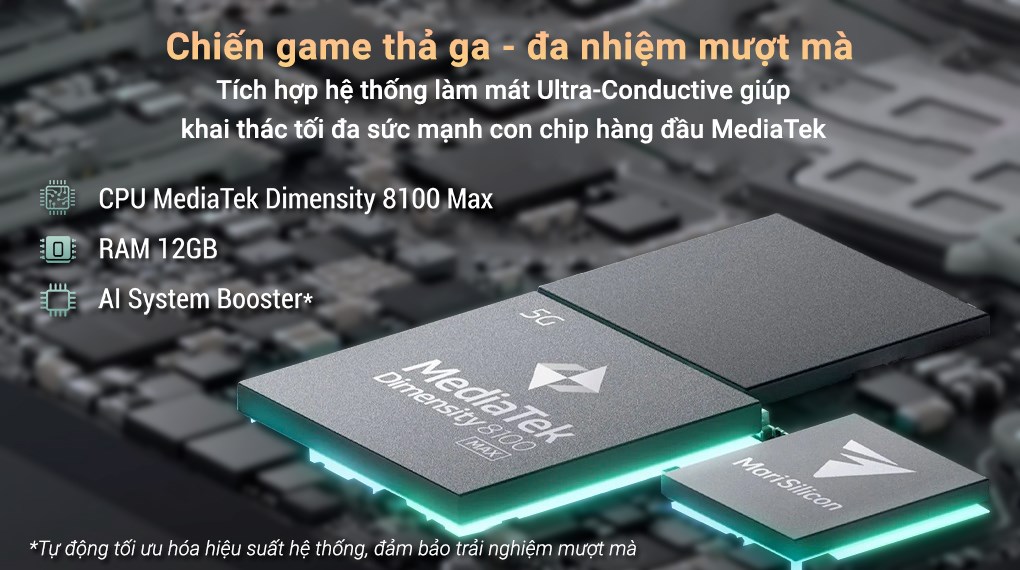 Chiến game thả ga - đa nhiệm mượt mà
Tích hợp hệ thống làm mát Ultra-Conductive giúp
khai thác tối đa sức mạnh con chip hàng đầu MediaTek
CPU MediaTek Dimensity 8100 Max
RAM 12GB
AI System Booster*
5G
MediaTek
Dimensity 8100
MAX
MariSilicon
*Tự động tối ưu hóa hiệu suất hệ thống, đảm bảo trải nghiệm mượt mà